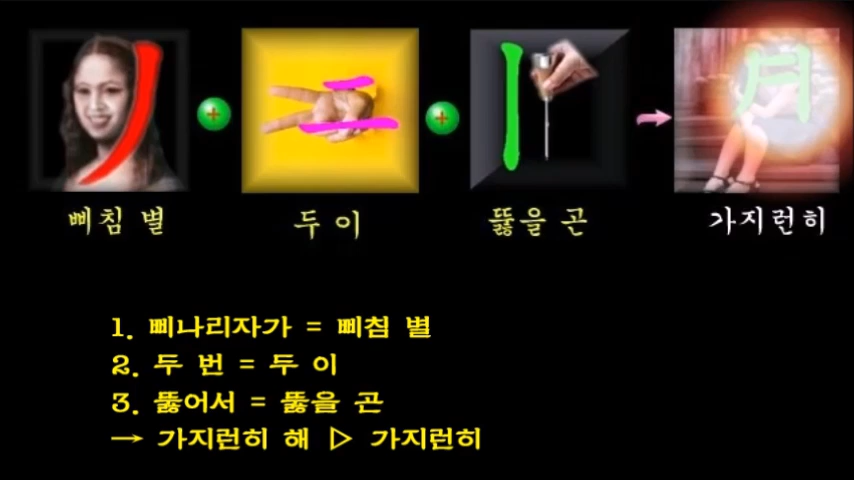 삐침 별
두 이
뚫을 곤
가지런히
1. 삐나리자가 = 삐침 별
2. 두 번 = 두 이
3. 뚫어서 = 뚫을 곤
→ 가지런히 해 ▷ 가지런히